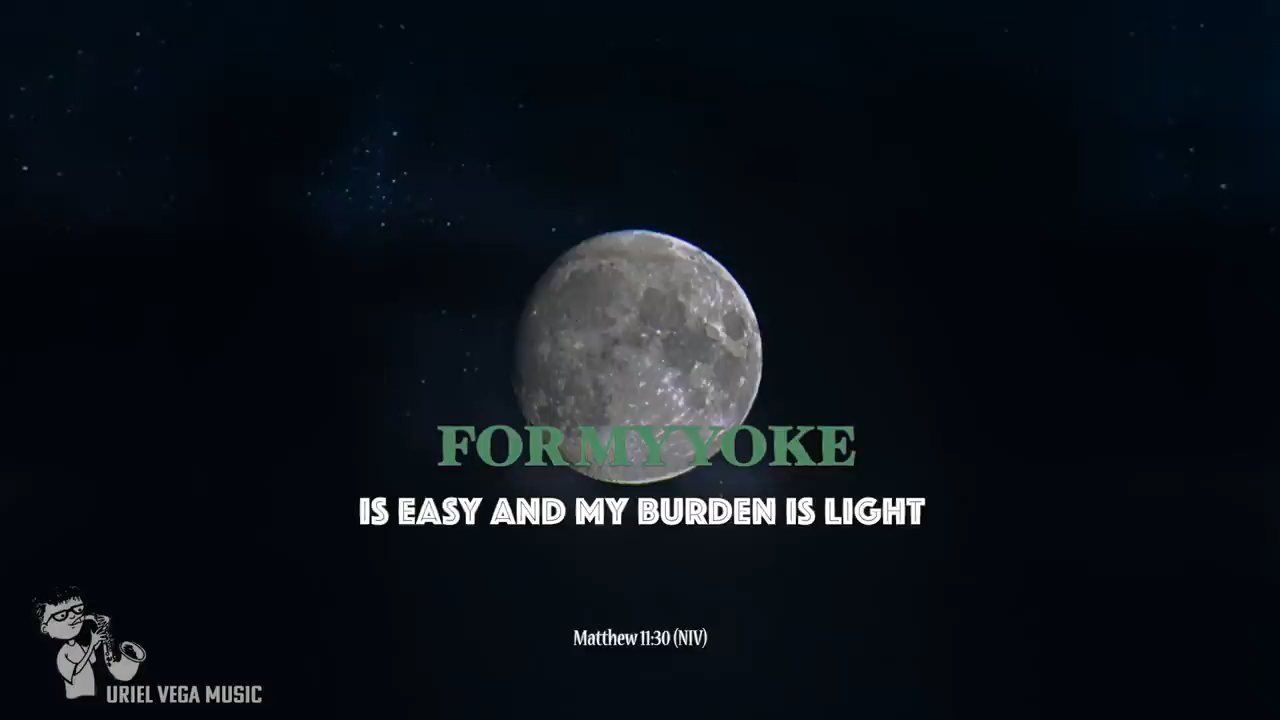 FOR MY YOKE
IS EASY AND MY BURDEN IS LIGHT
Matthew 11:30 (NIV)
URIEL VEGA MUSIC